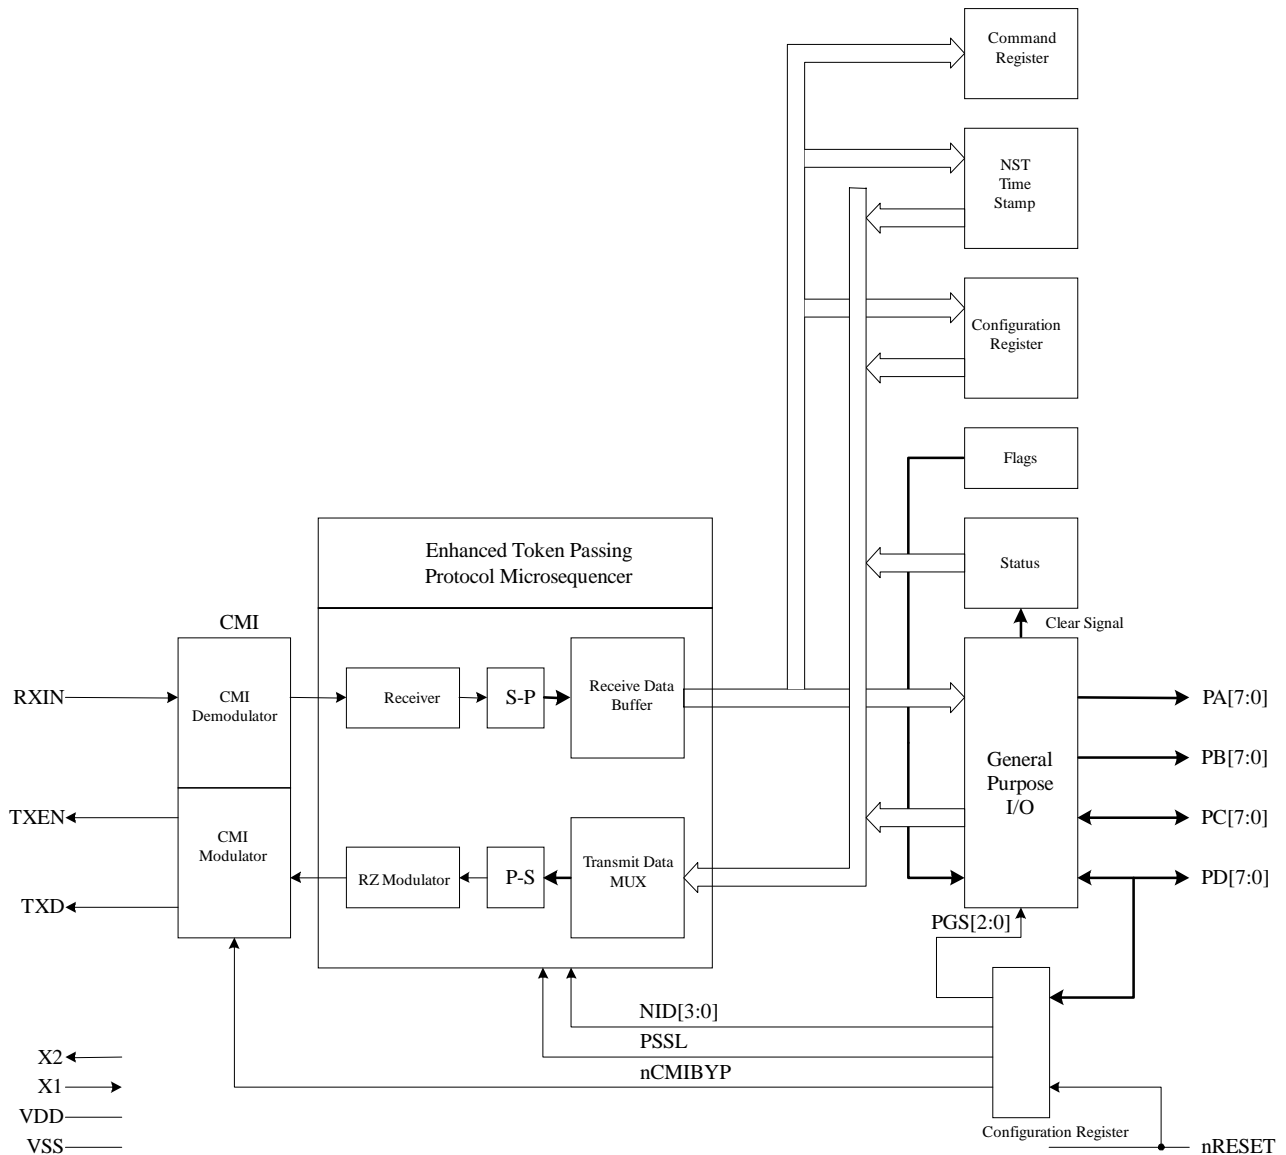 Command
Register
NST
Time
Stamp
Configuration
Register
Flags
Enhanced Token Passing
Protocol Microsequencer
Status
Clear Signal
CMI
RXIN
CMI
Demodulator
Receiver
S-P
Receive Data
Buffer
General
Purpose
I/O
PA[7:0]
PB[7:0]
PC[7:0]
PD[7:0]
TXEN
TXD
CMI
Modulator
RZ Modulator
P-S
Transmit Data
MUX
PGS[2:0]
NID[3:0]
PSSL
nCMIBYP
X2
X1
VDD
VSS
Configuration Register
nRESET